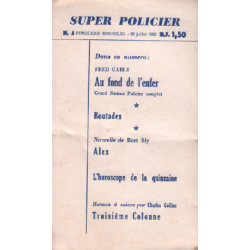 SUPER POLICIER
N. 4 PERIODIQUE BIMENSUEL - 20 juillet 1962 N.F. 1,50
Dans ce numero:
FRED CABLS
Au fond de l'enfer
Grand Roman Policier complet
Boutades
Nouvelle de Bert Sly
Alex
L'horoscope de la quinzaine
Roman à suivre par Charles Collins
Troisième Colonne